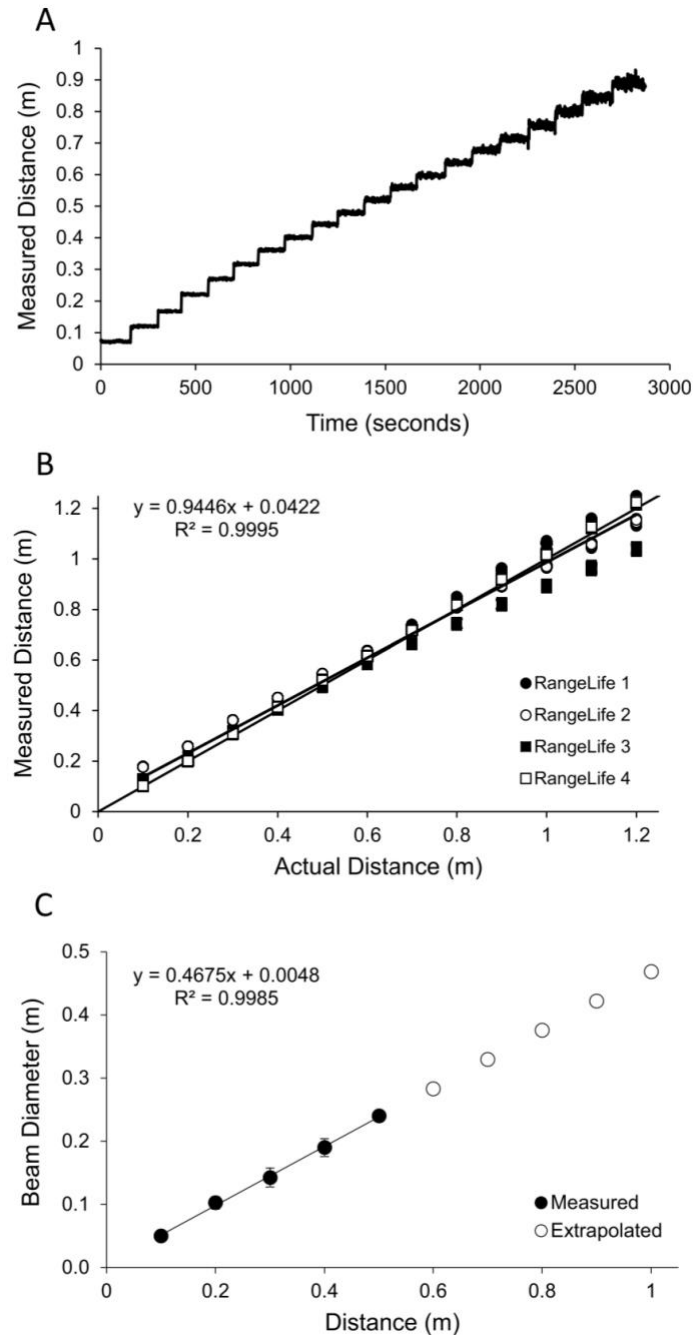 A
1
0.9
0.8
0.7
0.6
0.5
0.4
0.3
0.2
0.1
0
Measured Distance (m)
0 500 1000 1500 2000 2500 3000
Time (seconds)
B
y = 0.9446x + 0.0422
R² = 0.9995
1.2
1
0.8
0.6
0.4
0.2
0
Measured Distance (m)
RangeLife 1
RangeLife 2
RangeLife 3
RangeLife 4
0 0.2 0.4 0.6 0.8 1 1.2
Actual Distance (m)
C
y = 0.4675x + 0.0048
R² = 0.9985
0.5
0.4
0.3
0.2
0.1
0.0
Beam Diameter (m)
Measured
Extrapolated
0 0.2 0.4 0.6 0.8 1
Distance (m)